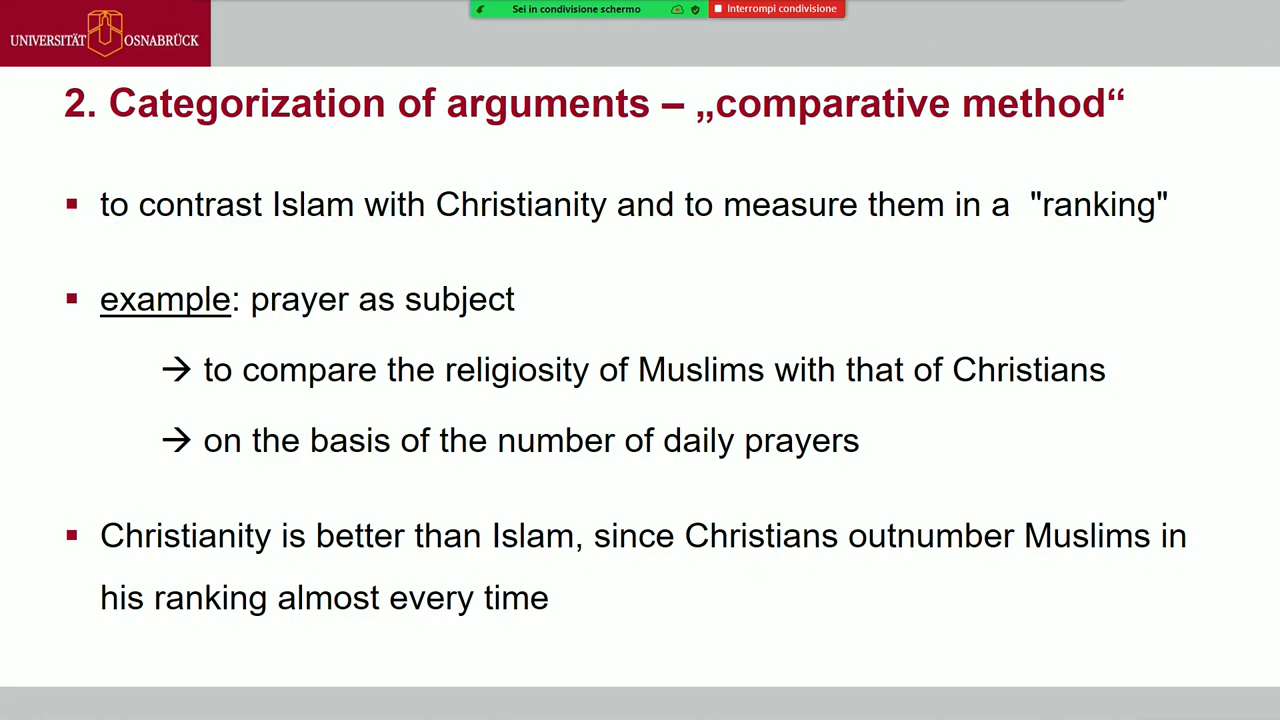 Sei in condivisione schermo
Interrompi condivisione
UNIVERSITÄT OSNABRÜCK
2. Categorization of arguments – „comparative method“
▪ to contrast Islam with Christianity and to measure them in a "ranking"
▪ example: prayer as subject
→ to compare the religiosity of Muslims with that of Christians
→ on the basis of the number of daily prayers
▪ Christianity is better than Islam, since Christians outnumber Muslims in
his ranking almost every time